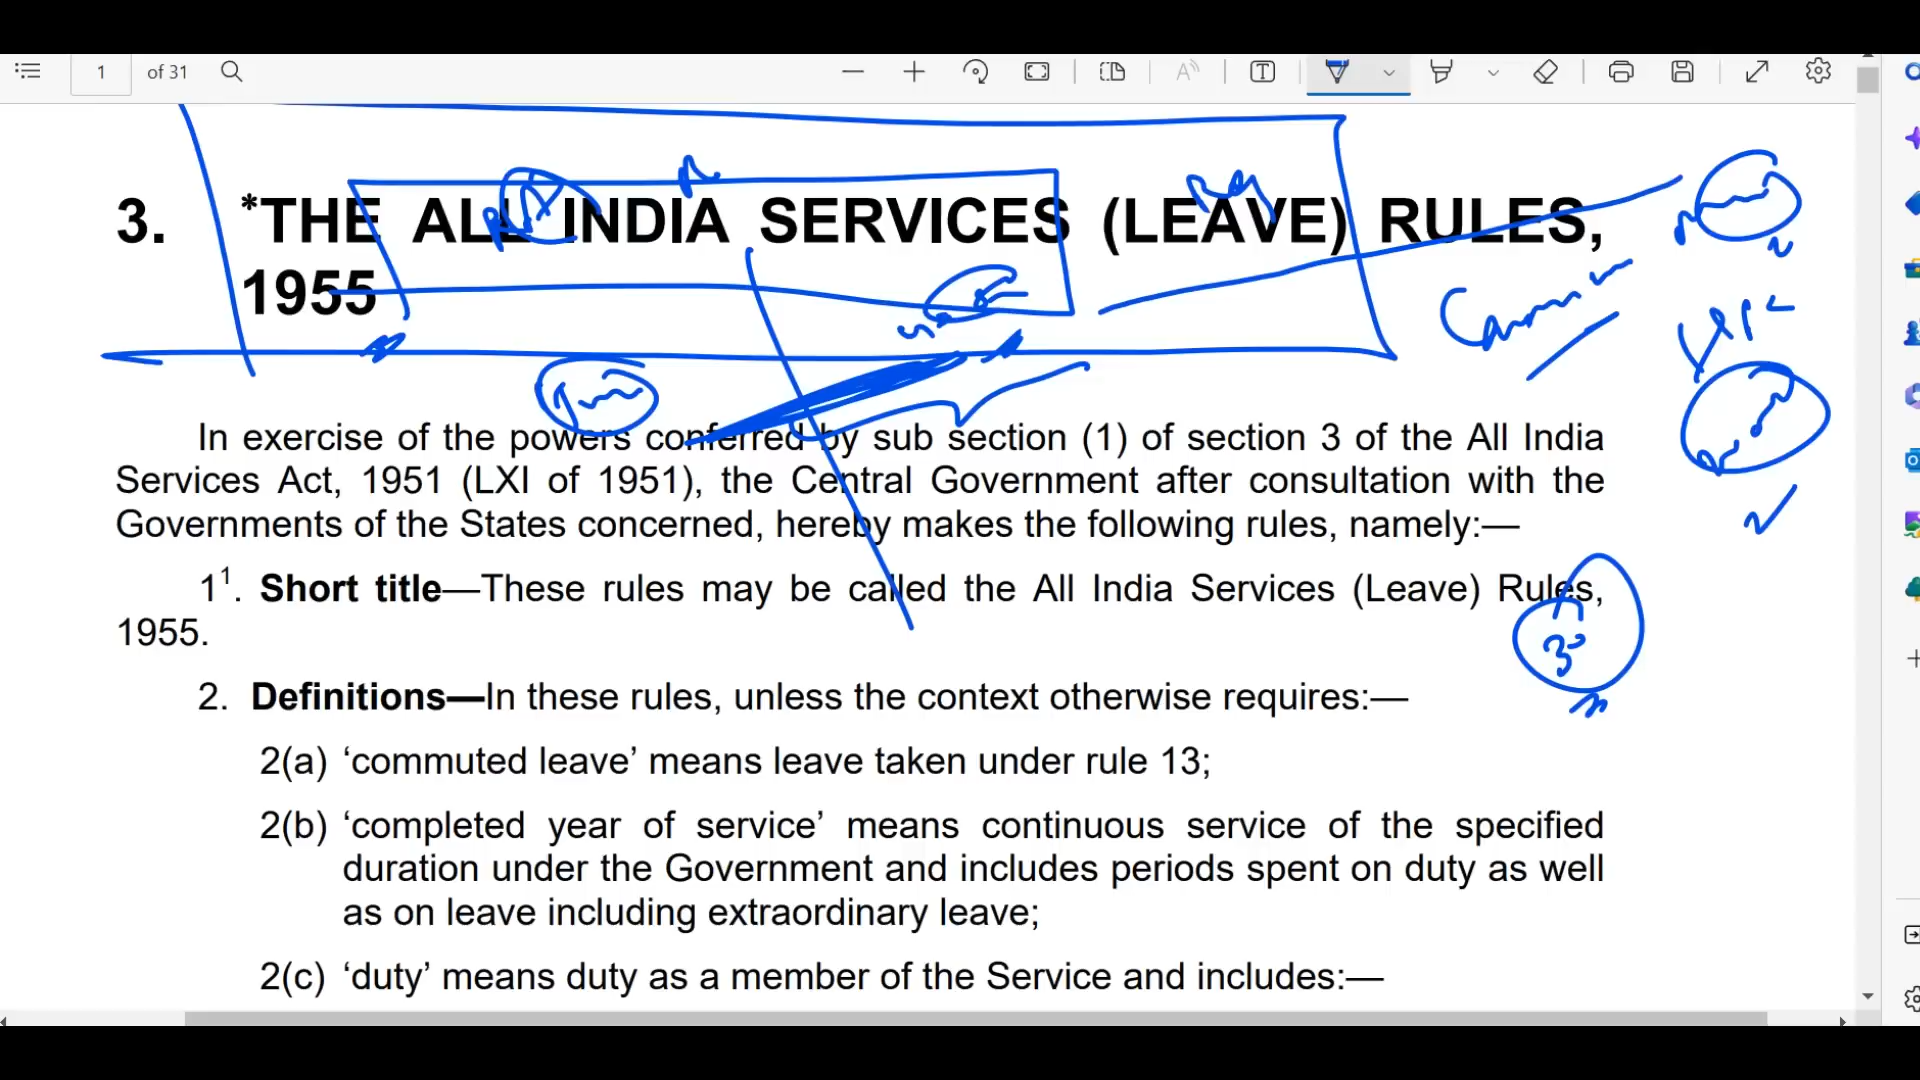 1 of 31
3. *THE ALL INDIA SERVICES (LEAVE) RULES,
1955
In exercise of the powers conferred by sub section (1) of section 3 of the All India
Services Act, 1951 (LXI of 1951), the Central Government after consultation with the
Governments of the States concerned, hereby makes the following rules, namely:—
1¹. Short title—These rules may be called the All India Services (Leave) Rules,
1955.
30
2. Definitions—In these rules, unless the context otherwise requires:—
2(a) ‘commuted leave’ means leave taken under rule 13;
2(b) ‘completed year of service’ means continuous service of the specified
duration under the Government and includes periods spent on duty as well
as on leave including extraordinary leave;
2(c) ‘duty’ means duty as a member of the Service and includes:—